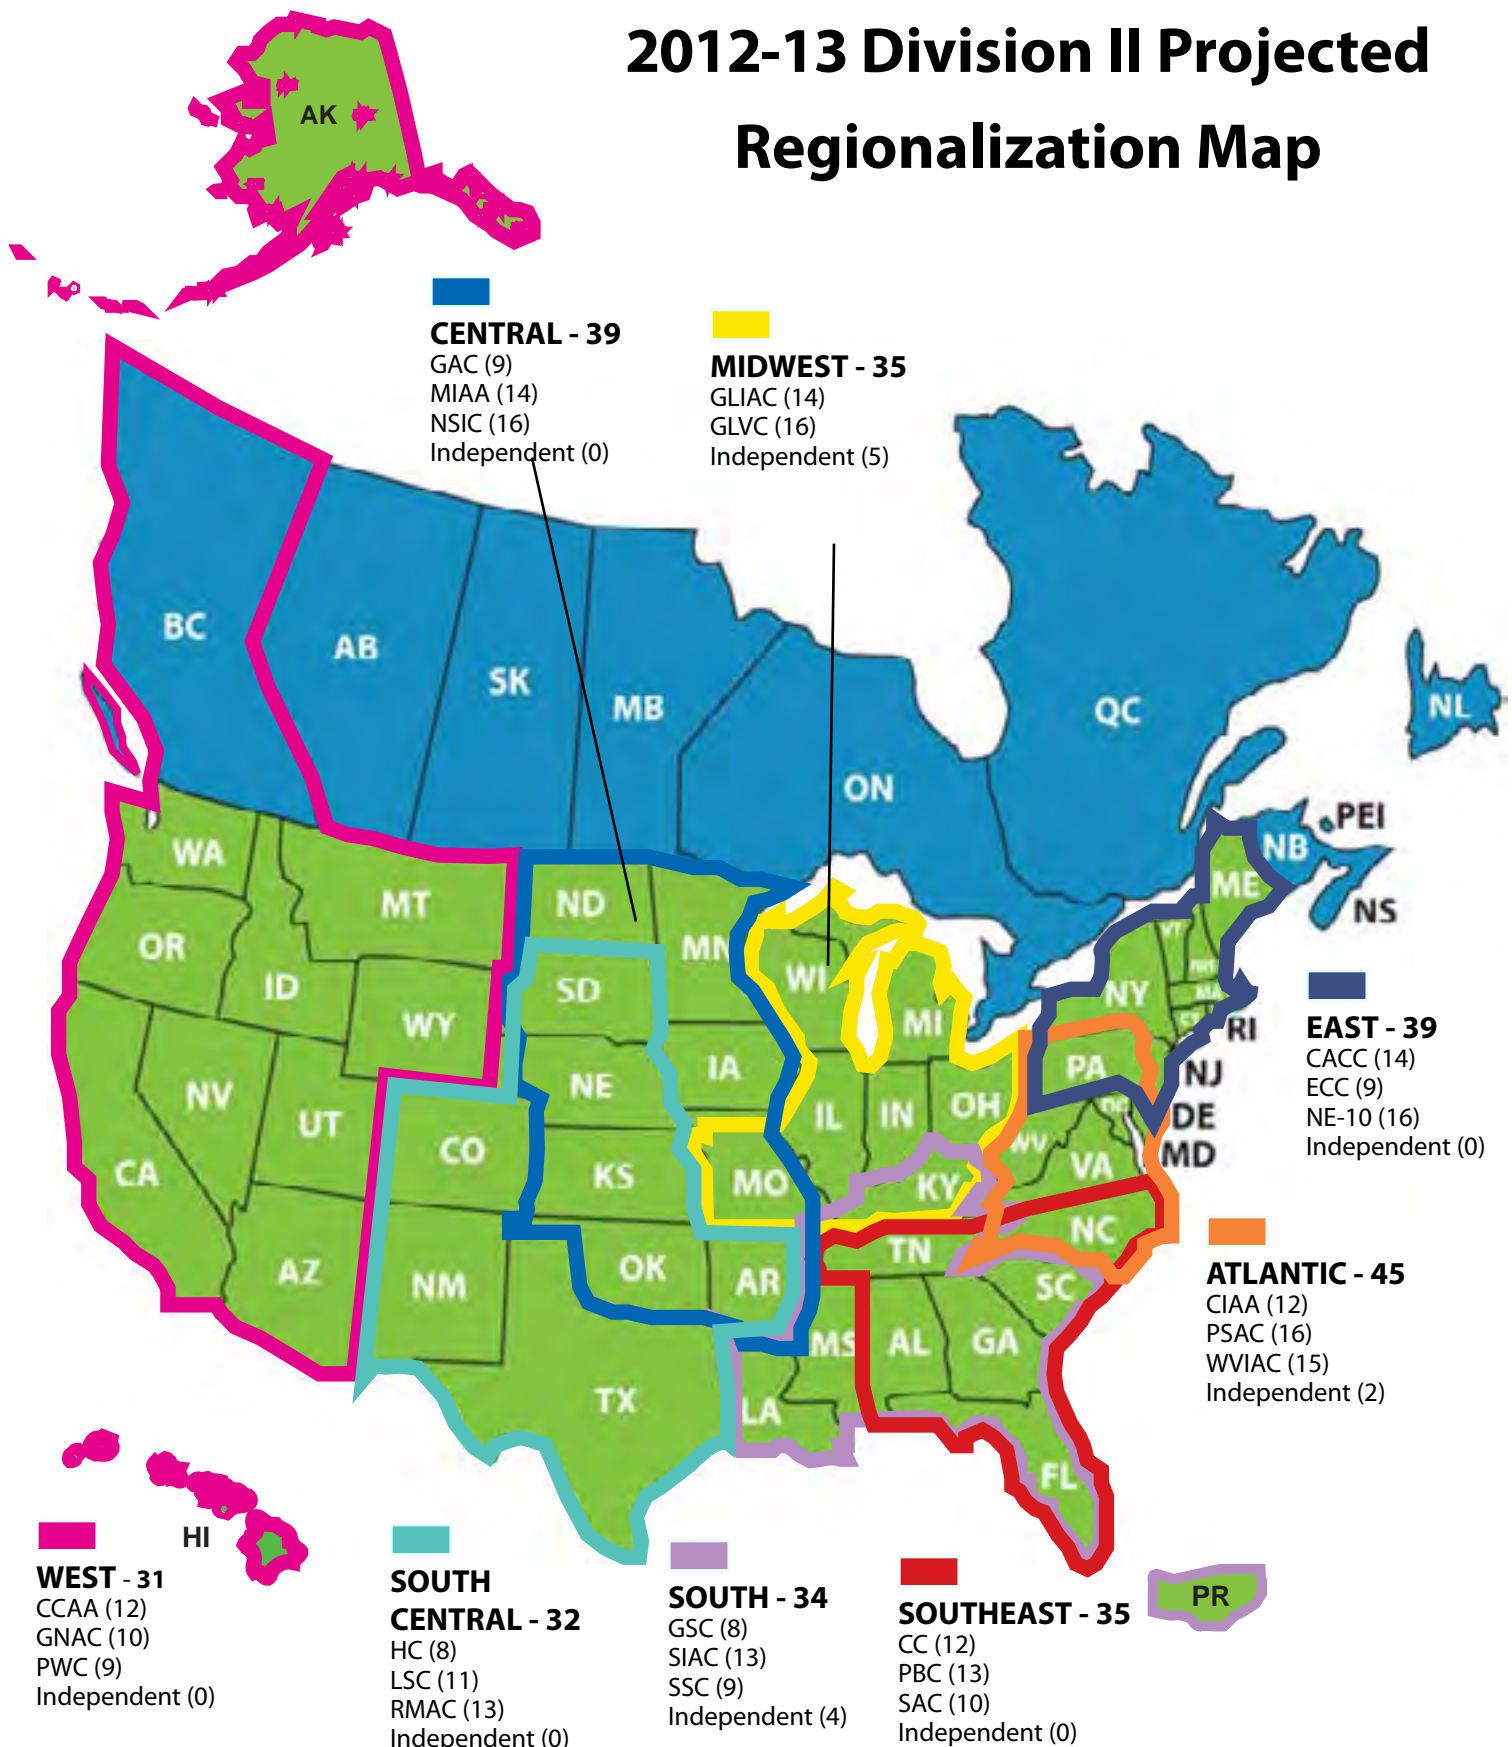 2012-13 Division II Projected
Regionalization Map
AK
CENTRAL - 39
GAC (9)
MIAA (14)
NSIC (16)
Independent (0)
MIDWEST - 35
GLIAC (14)
GLVC (16)
Independent (5)
BC
AB
SK
MB
ON
QC
NL
PEI
NB
NS
ME
VT
NH
MA
CT
RI
NY
PA
NJ
DE
MD
DC
WA
OR
MT
ID
WY
NV
UT
CA
AZ
CO
NM
ND
SD
NE
KS
OK
TX
MN
IA
MO
AR
LA
WI
MI
IL
IN
OH
KY
WV
VA
TN
NC
SC
MS
AL
GA
FL
HI
PR
EAST - 39
CACC (14)
ECC (9)
NE-10 (16)
Independent (0)
ATLANTIC - 45
CIAA (12)
PSAC (16)
WVIAC (15)
Independent (2)
WEST - 31
CCAA (12)
GNAC (10)
PWC (9)
Independent (0)
SOUTH
CENTRAL - 32
HC (8)
LSC (11)
RMAC (13)
Independent (0)
SOUTH - 34
GSC (8)
SIAC (13)
SSC (9)
Independent (4)
SOUTHEAST - 35
CC (12)
PBC (13)
SAC (10)
Independent (0)